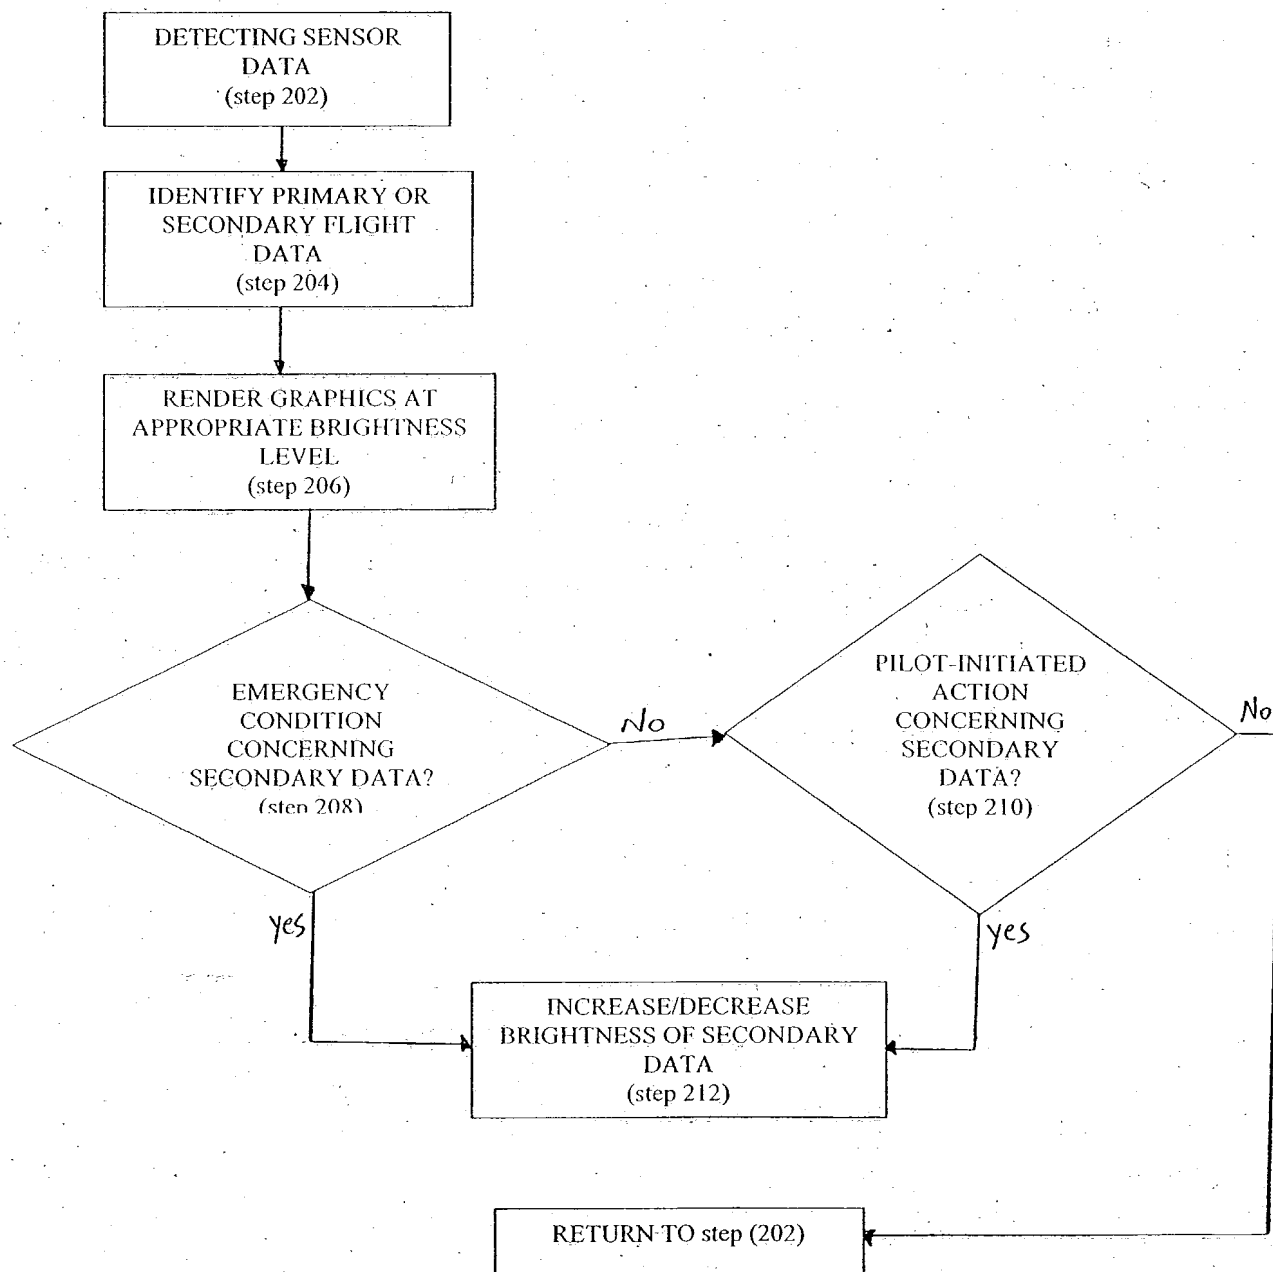 DETECTING SENSOR
DATA
(step 202)
IDENTIFY PRIMARY OR
SECONDARY FLIGHT
DATA
(step 204)
RENDER GRAPHICS AT
APPROPRIATE BRIGHTNESS
LEVEL
(step 206)
EMERGENCY
CONDITION
CONCERNING
SECONDARY DATA?
(step 208)
No
PILOT-INITIATED
ACTION
CONCERNING
SECONDARY
DATA?
(step 210)
No
yes
yes
INCREASE/DECREASE
BRIGHTNESS OF SECONDARY
DATA
(step 212)
RETURN TO step (202)